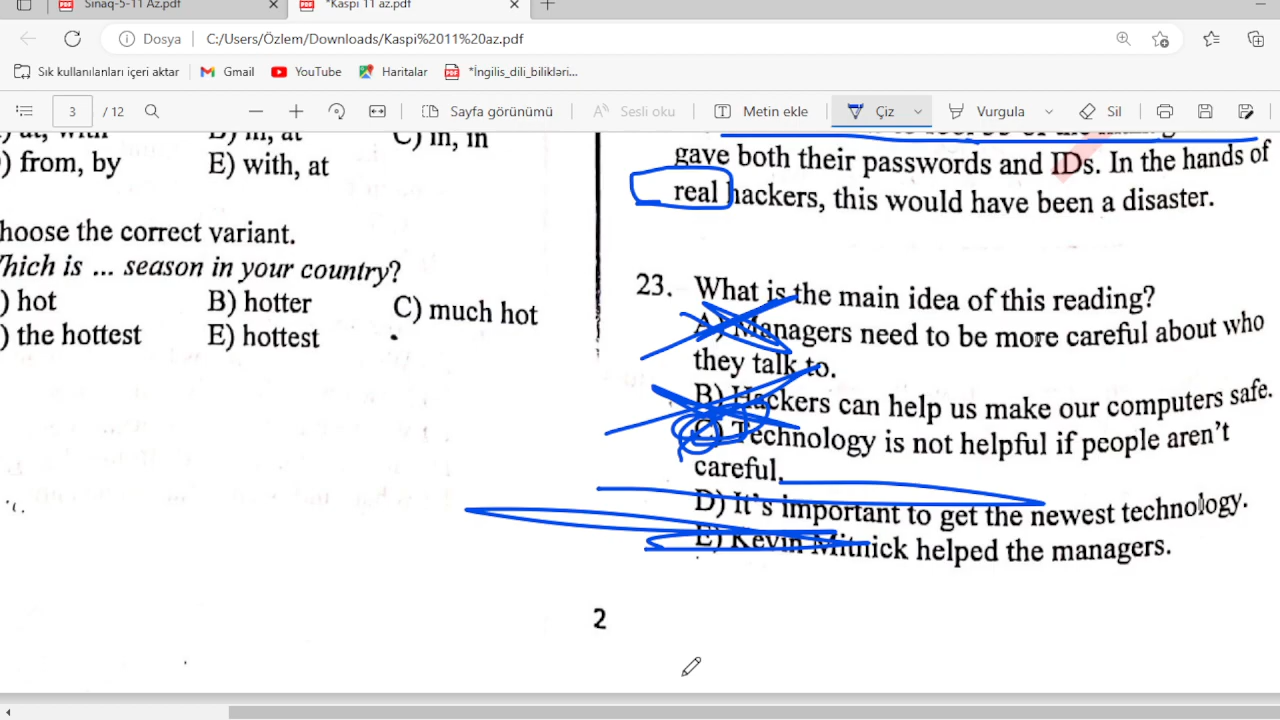 Sınaq-5-11 Az.pdf
*Kaspi 11 az.pdf
Dosya
C:/Users/Özlem/Downloads/Kaspi%2011%20az.pdf
Sık kullanılanları içeri aktar
Gmail
YouTube
Haritalar
*İngilis_dili_bilikləri...
3 / 12
Sayfa görünümü
Sesli oku
Metin ekle
Çiz
Vurgula
Sil
) at, with
in, at
C) in, in
) from, by
E) with, at
hoose the correct variant.
Which is ... season in your country?
) hot
B) hotter
C) much hot
) the hottest
E) hottest
gave both their passwords and IDs. In the hands of
real hackers, this would have been a disaster.
23. What is the main idea of this reading?
A) Managers need to be more careful about who
they talk to.
B) Hackers can help us make our computers safe.
C) Technology is not helpful if people aren't
careful.
D) It's important to get the newest technology.
E) Kevin Mitnick helped the managers.
2